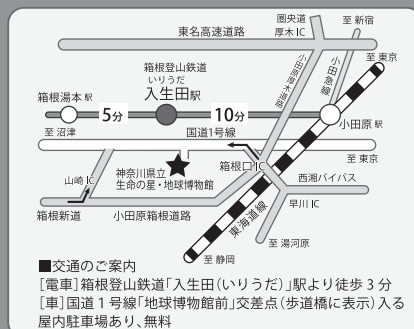 圏央道
厚木IC
至 新宿
東名高速道路
小田原厚木道路
小田急線
至 東京
箱根登山鉄道
いりうだ
入生田駅
箱根湯本 駅
5分
10分
小田原 駅
至 沼津
国道1号線
至 東京
山崎 IC
神奈川県立
生命の星・地球博物館
箱根口 IC
西湘バイパス
早川 IC
箱根新道
小田原箱根道路
東海道線
至 湯河原
至 静岡
■交通のご案内
[電車]箱根登山鉄道「入生田(いりうだ)」駅より徒歩 3 分
[車]国道 1 号線「地球博物館前」交差点(歩道橋に表示)入る
屋内駐車場あり、無料